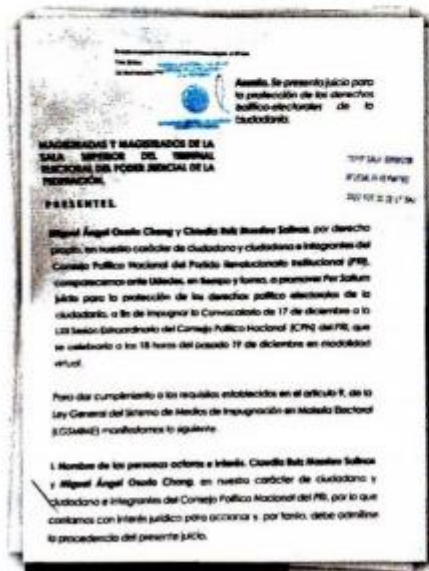 Asunto. Se presenta juicio para
la protección de los derechos
político-electorales de la
ciudadanía.
MAGISTRADAS Y MAGISTRADOS DE LA
SALA SUPERIOR DEL TRIBUNAL
ELECTORAL DEL PODER JUDICIAL DE LA
FEDERACIÓN.
PRESENTES.
Miguel Ángel Osorio Chong y Claudia Ruiz Massieu Salinas, por derecho
propio, en nuestro carácter de ciudadano y ciudadana e integrantes del
Consejo Político Nacional del Partido Revolucionario Institucional (PRI),
comparecemos ante Ustedes, en tiempo y forma, a promover Per Saltum
juicio para la protección de los derechos político electorales de la
ciudadanía, a fin de impugnar la Convocatoria de 17 de diciembre a la
Sesión Extraordinaria del Consejo Político Nacional (CPN) del PRI, que
se celebraría a las 18 horas del pasado 19 de diciembre en modalidad
virtual.
Para dar cumplimiento a los requisitos establecidos en el artículo 9, de la
Ley General del Sistema de Medios de Impugnación en Materia Electoral
(LGSMIME) manifestamos lo siguiente.
I. Nombre de las personas actoras e interés. Claudia Ruiz Massieu Salinas
y Miguel Ángel Osorio Chong, en nuestro carácter de ciudadana y
ciudadano e integrantes del Consejo Político Nacional del PRI, por lo que
contamos con interés jurídico para accionar y, por tanto, debe admitirse
la procedencia del presente juicio.